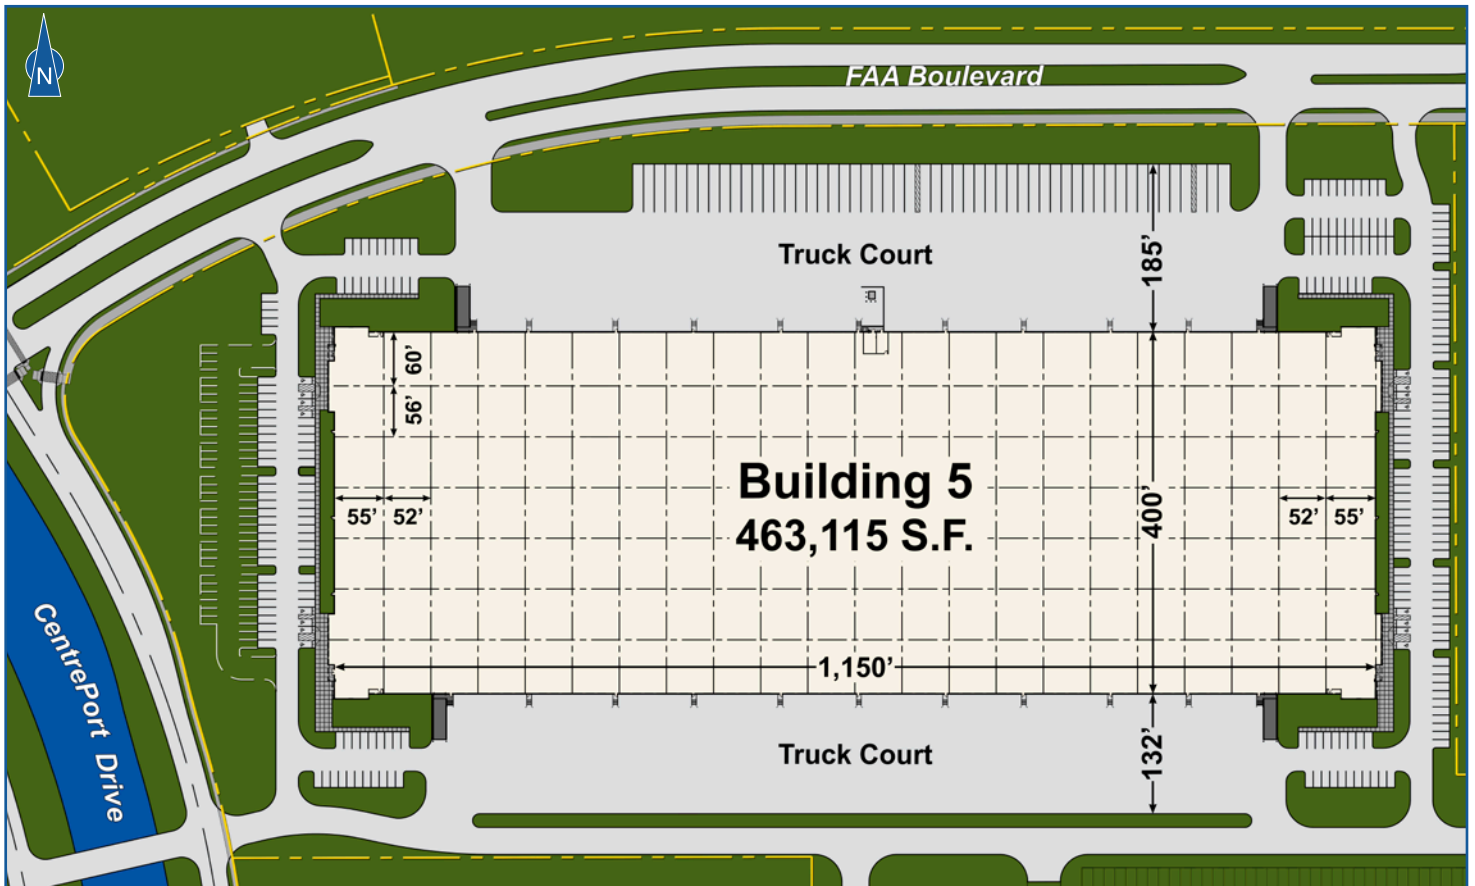 N
FAA Boulevard
Truck Court
185’
60’
56’
Building 5
463,115 S.F.
400’
55’
52’
52’
55’
1,150’
CentrePort Drive
Truck Court
132’